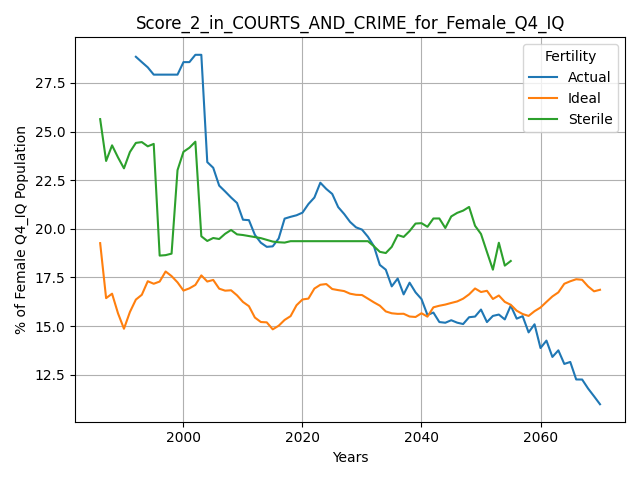 Score_2_in_COURTS_AND_CRIME_for_Female_Q4_IQ
% of Female Q4_IQ Population
27.5
25.0
22.5
20.0
17.5
15.0
12.5
Fertility
Actual
Ideal
Sterile
2000
2020
2040
2060
Years